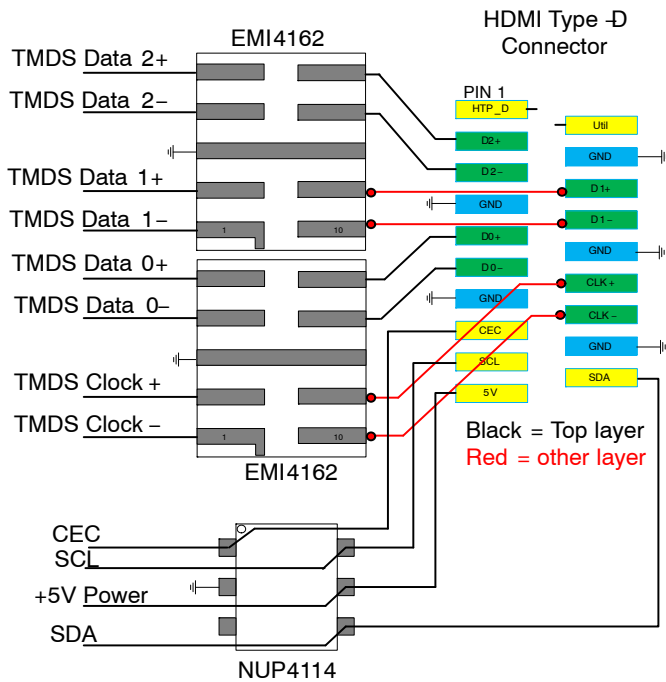 HDMI Type -D
Connector
EMI4162
TMDS Data 2+
TMDS Data 2−
TMDS Data 1+
TMDS Data 1−
1
10
TMDS Data 0+
TMDS Data 0−
TMDS Clock +
TMDS Clock −
1
10
EMI4162
PIN 1
HTP_D
D2+
D2−
GND
D0+
D0−
GND
CEC
SCL
5V
Util
GND
D1+
D1−
GND
CLK+
CLK−
GND
SDA
Black = Top layer
Red = other layer
CEC
SCL
+5V Power
SDA
NUP4114